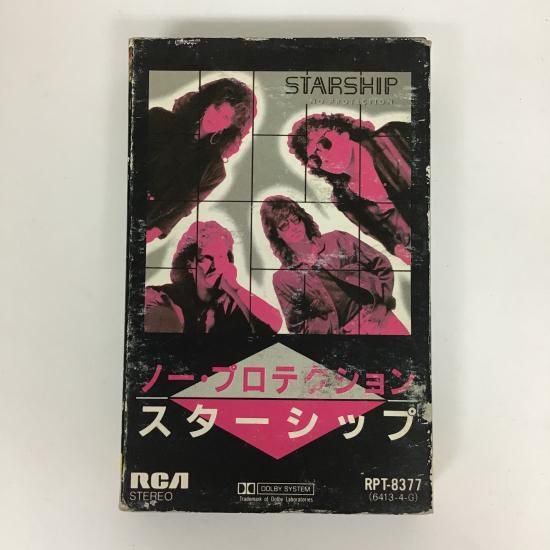 STARSHIP
NO PROTECTION
ノー・プロテクション
スターシップ
RCA
STEREO
DOLBY SYSTEM
Trademark of Dolby Laboratories
RPT-8377
(6413-4-G)